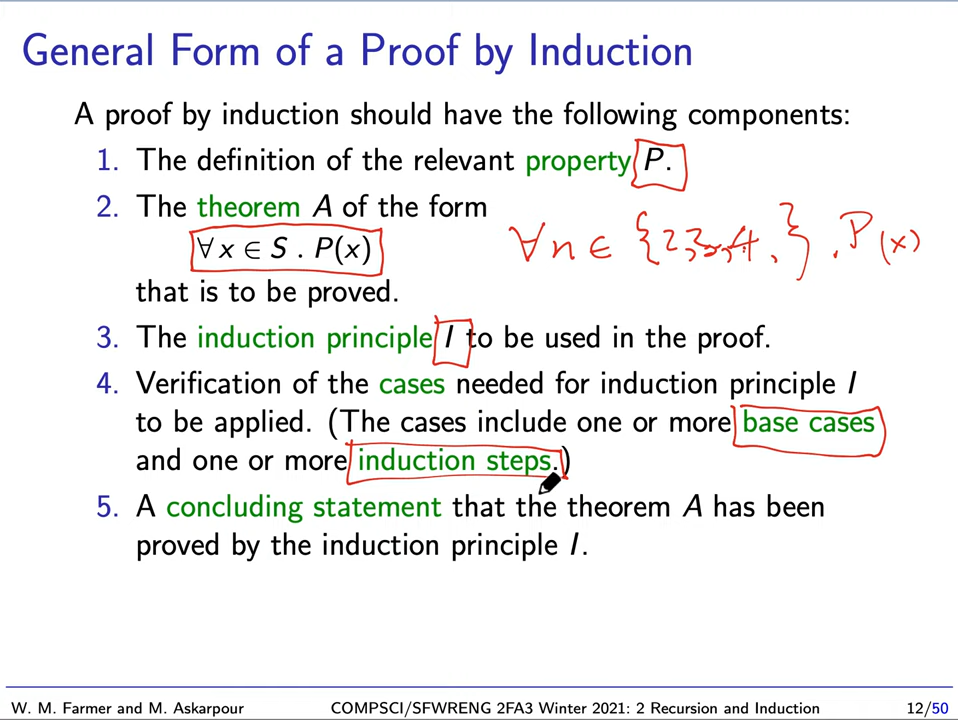 General Form of a Proof by Induction
A proof by induction should have the following components:
1. The definition of the relevant property P.
2. The theorem A of the form
∀ x ∈ S . P(x)
∀ n ∈ { 2, 3, 4, } . P(x)
that is to be proved.
3. The induction principle I to be used in the proof.
4. Verification of the cases needed for induction principle I
to be applied. (The cases include one or more base cases
and one or more induction steps.)
5. A concluding statement that the theorem A has been
proved by the induction principle I.
W. M. Farmer and M. Askarpour COMPSCI/SFWRENG 2FA3 Winter 2021: 2 Recursion and Induction 12/50